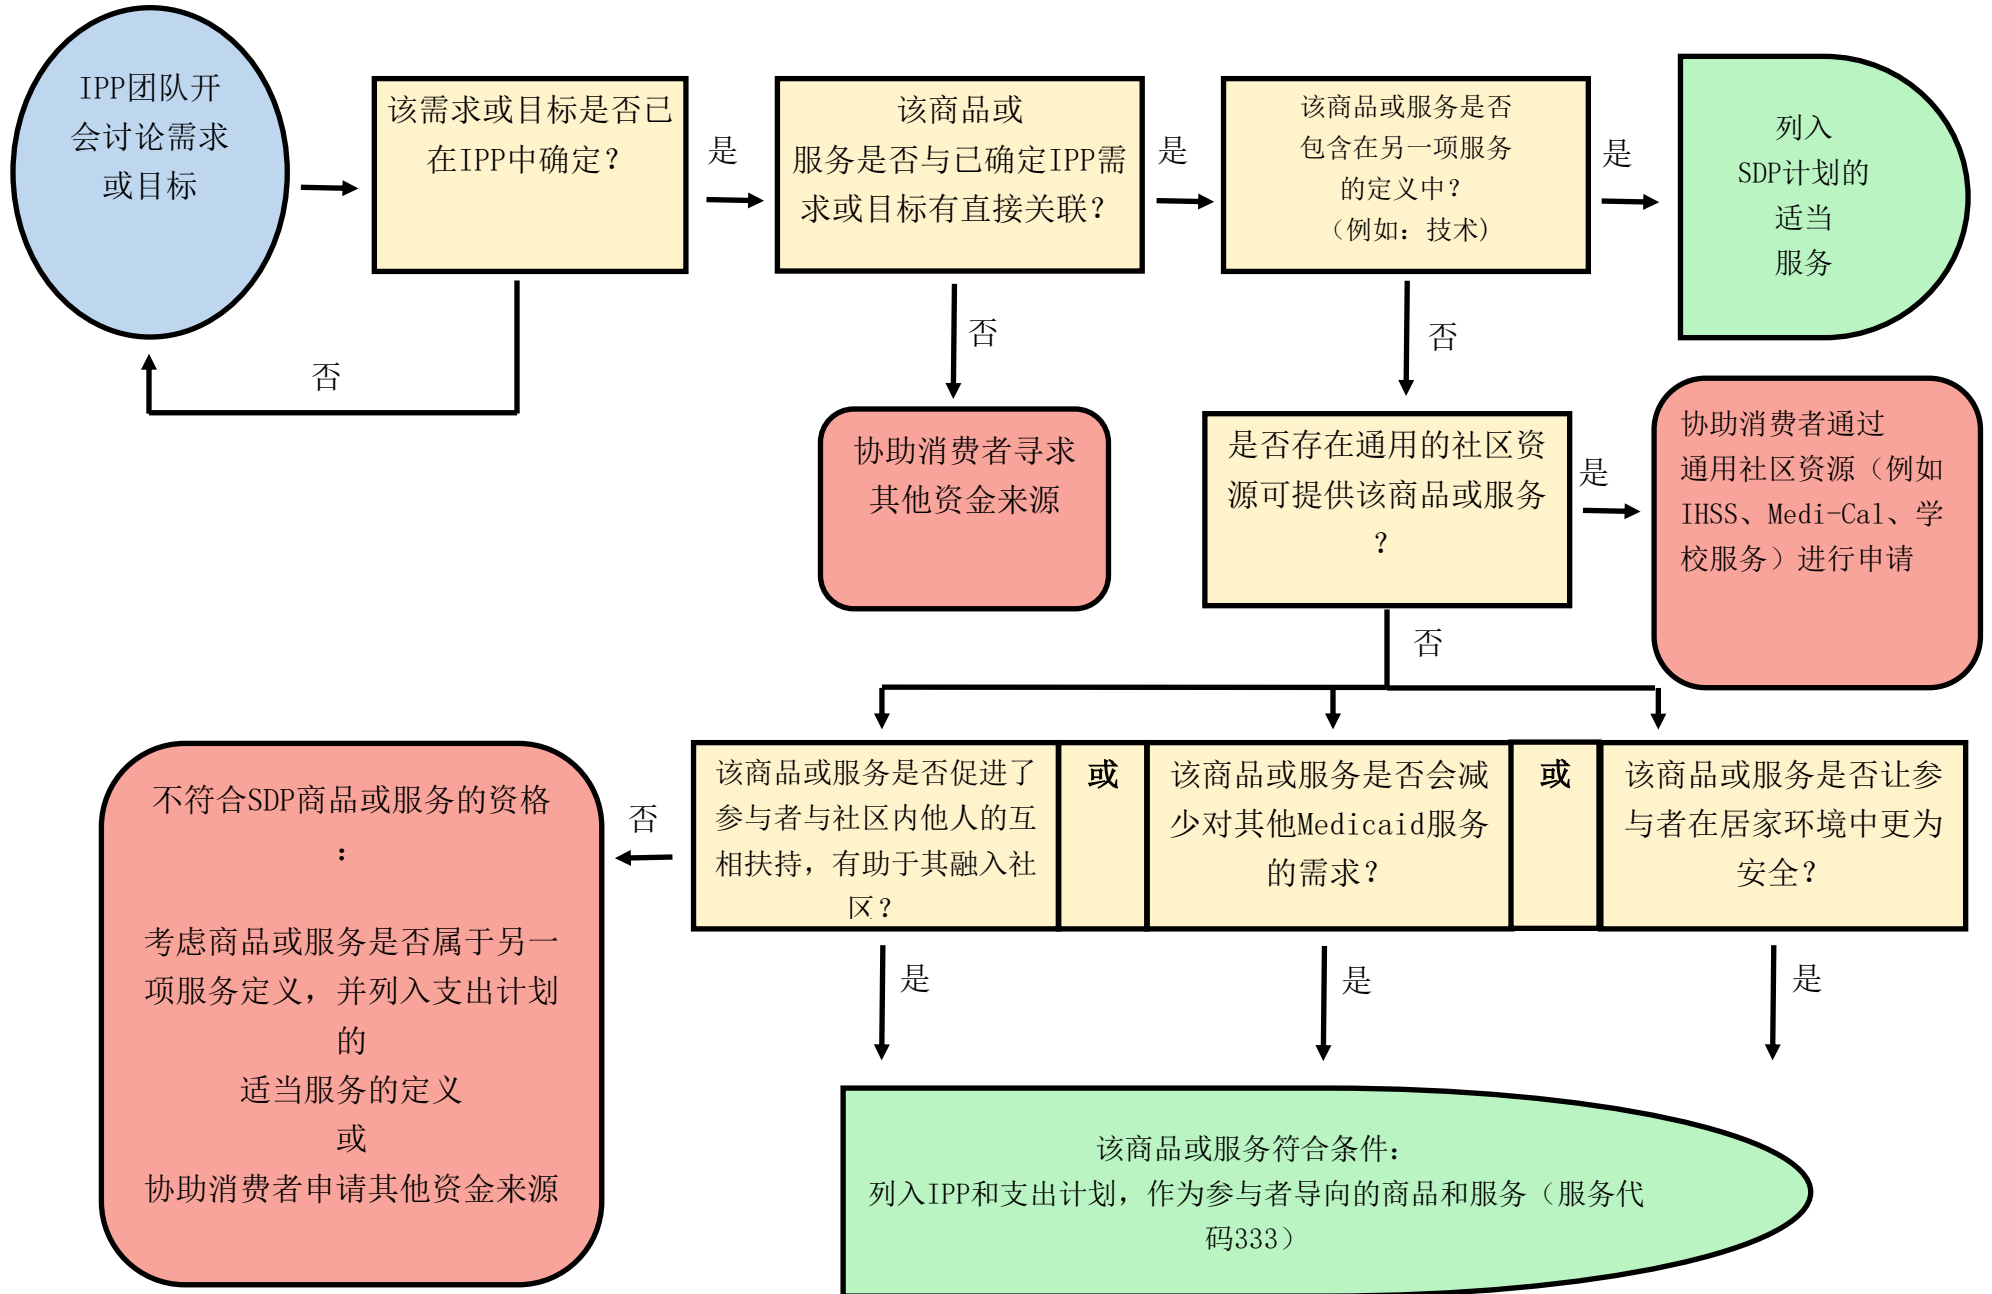 IPP团队开
会讨论需求
或目标
该需求或目标是否已
在IPP中确定？
是
该商品或
服务是否与已确定IPP需
求或目标有直接关联？
是
该商品或服务是否
包含在另一项服务
的定义中？
（例如：技术）
是
列入
SDP计划的
适当
服务
否
否
否
协助消费者寻求
其他资金来源
是否存在通用的社区资
源可提供该商品或服务
？
是
协助消费者通过
通用社区资源（例如
IHSS、Medi-Cal、学
校服务）进行申请
否
不符合SDP商品或服务的资格
：
考虑商品或服务是否属于另一
项服务定义，并列入支出计划
的
适当服务的定义
或
协助消费者申请其他资金来源
否
该商品或服务是否促进了
参与者与社区内他人的互
相扶持，有助于其融入社
区？
或
该商品或服务是否会减
少对其他Medicaid服务
的需求？
或
该商品或服务是否让参
与者在居家环境中更为
安全？
是
是
是
该商品或服务符合条件：
列入IPP和支出计划，作为参与者导向的商品和服务（服务代
码333）